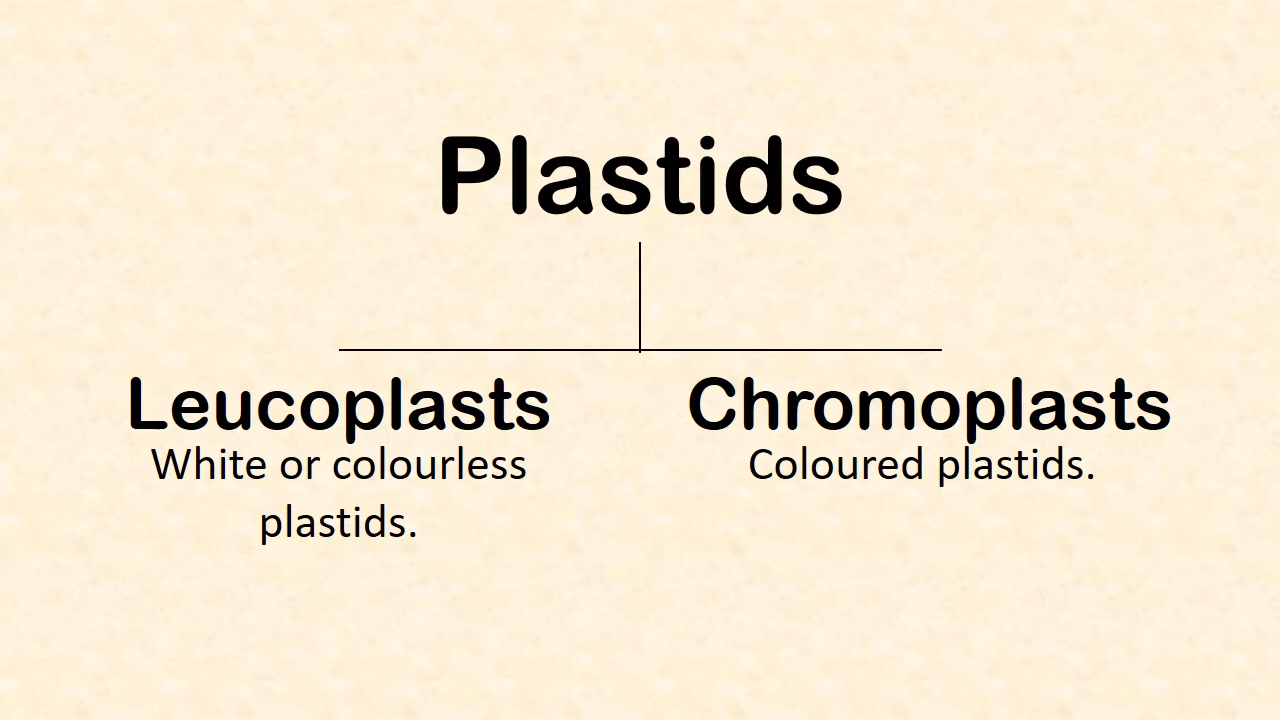 Plastids
Leucoplasts
White or colourless
plastids.
Chromoplasts
Coloured plastids.